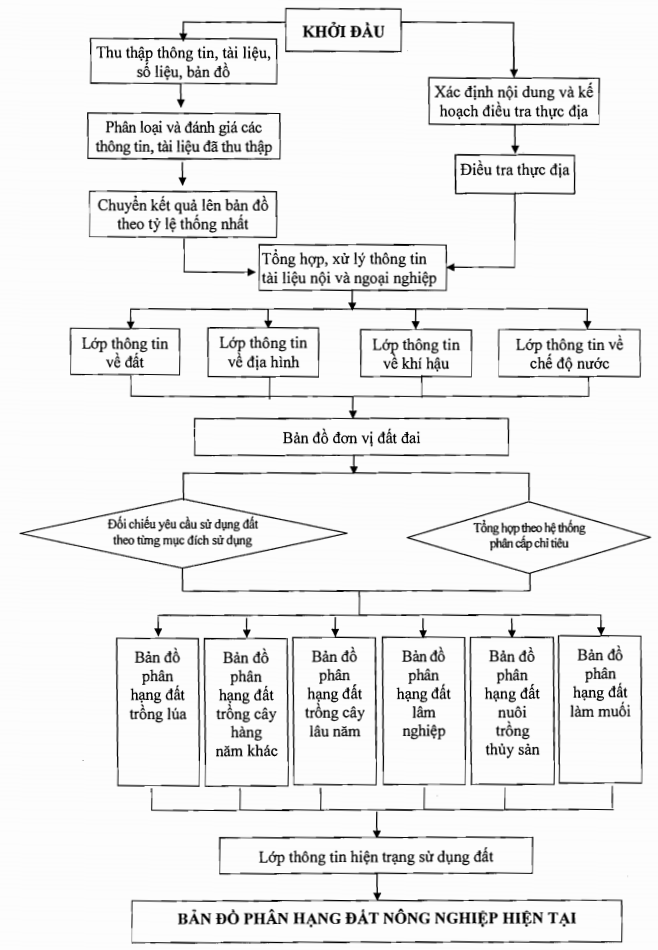 KHỞI ĐẦU
Thu thập thông tin, tài liệu,
số liệu, bản đồ
Phân loại và đánh giá các
thông tin, tài liệu đã thu thập
Chuyển kết quả lên bản đồ
theo tỷ lệ thống nhất
Xác định nội dung và kế
hoạch điều tra thực địa
Điều tra thực địa
Tổng hợp, xử lý thông tin
tài liệu nội và ngoại nghiệp
Lớp thông tin
về đất
Lớp thông tin
về địa hình
Lớp thông tin
về khí hậu
Lớp thông tin về
chế độ nước
Bản đồ đơn vị đất đai
Đối chiếu yêu cầu sử dụng đất
theo từng mục đích sử dụng
Tổng hợp theo hệ thống
phân cấp chỉ tiêu
Bản đồ
phân
hạng đất
trồng lúa
Bản đồ
phân
hạng đất
trồng cây
hàng
năm khác
Bản đồ
phân
hạng đất
trồng cây
lâu năm
Bản đồ
phân
hạng đất
lâm
nghiệp
Bản đồ
phân
hạng đất
nuôi
trồng
thủy sản
Bản đồ
phân
hạng đất
làm muối
Lớp thông tin hiện trạng sử dụng đất
BẢN ĐỒ PHÂN HẠNG ĐẤT NÔNG NGHIỆP HIỆN TẠI